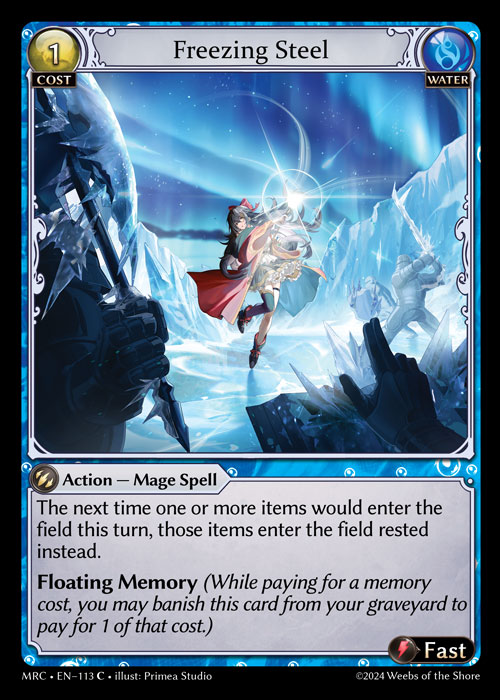 1
Freezing Steel
COST
WATER
Action — Mage Spell
The next time one or more items would enter the
field this turn, those items enter the field rested
instead.
Floating Memory (While paying for a memory
cost, you may banish this card from your graveyard to
pay for 1 of that cost.)
Fast
MRC • EN–113 C • illust: Primea Studio
©2024 Weebs of the Shore